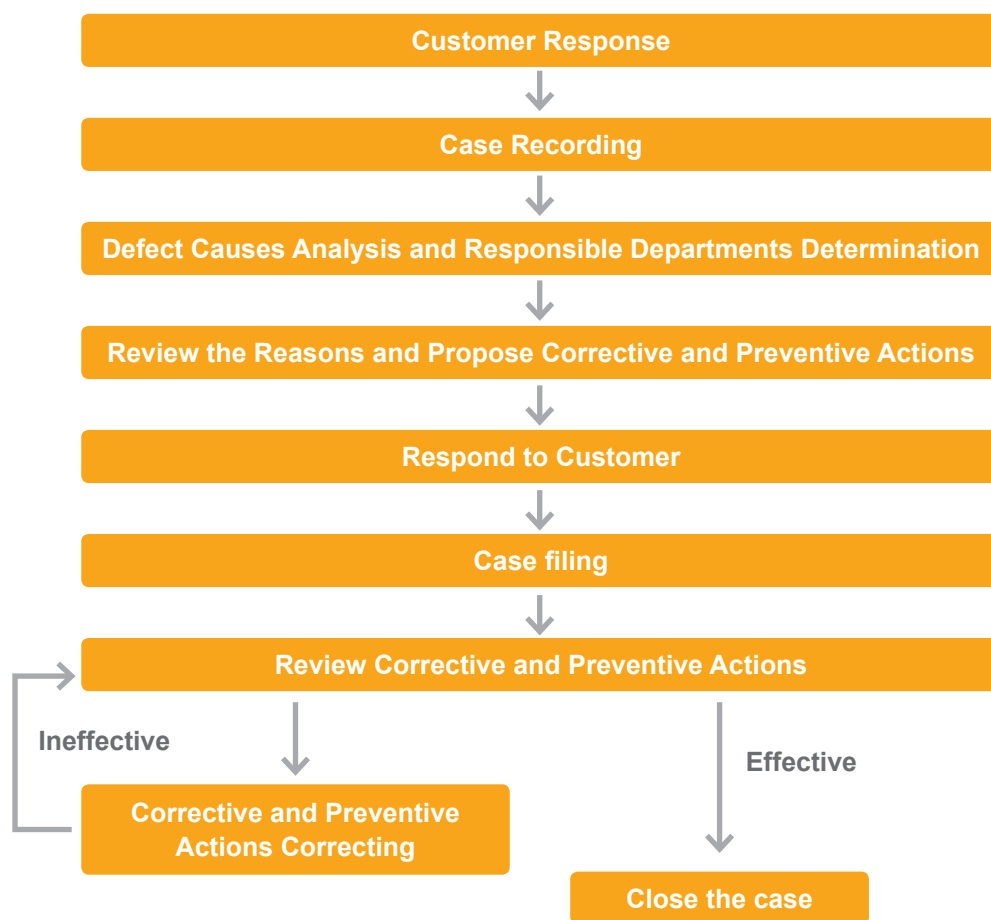 Customer Response
Case Recording
Defect Causes Analysis and Responsible Departments Determination
Review the Reasons and Propose Corrective and Preventive Actions
Respond to Customer
Case filing
Review Corrective and Preventive Actions
Ineffective
Effective
Corrective and Preventive
Actions Correcting
Close the case